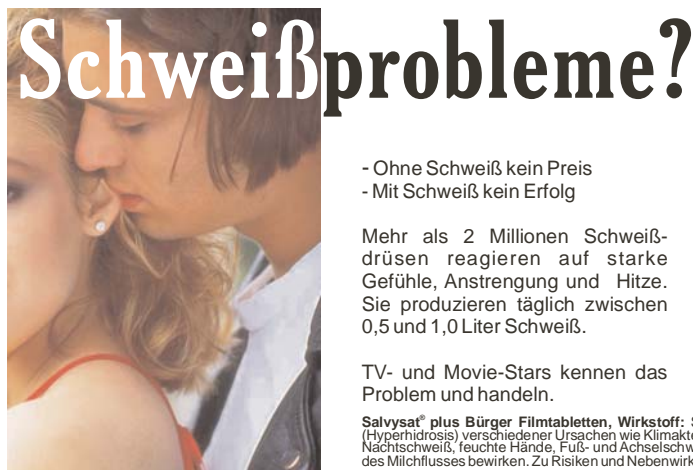 Schweißprobleme?
- Ohne Schweiß kein Preis
- Mit Schweiß kein Erfolg
Mehr als 2 Millionen Schweiß-
drüsen reagieren auf starke
Gefühle, Anstrengung und Hitze.
Sie produzieren täglich zwischen
0,5 und 1,0 Liter Schweiß.
TV- und Movie-Stars kennen das
Problem und handeln.
Salvysat® plus Bürger Filmtabletten, Wirkstoff:
(Hyperhidrosis) verschiedener Ursachen wie Klimakte
Nachtschweiß, feuchte Hände, Fuß- und Achselschw
des Milchflusses bewirken. Zu Risiken und Nebenwirk